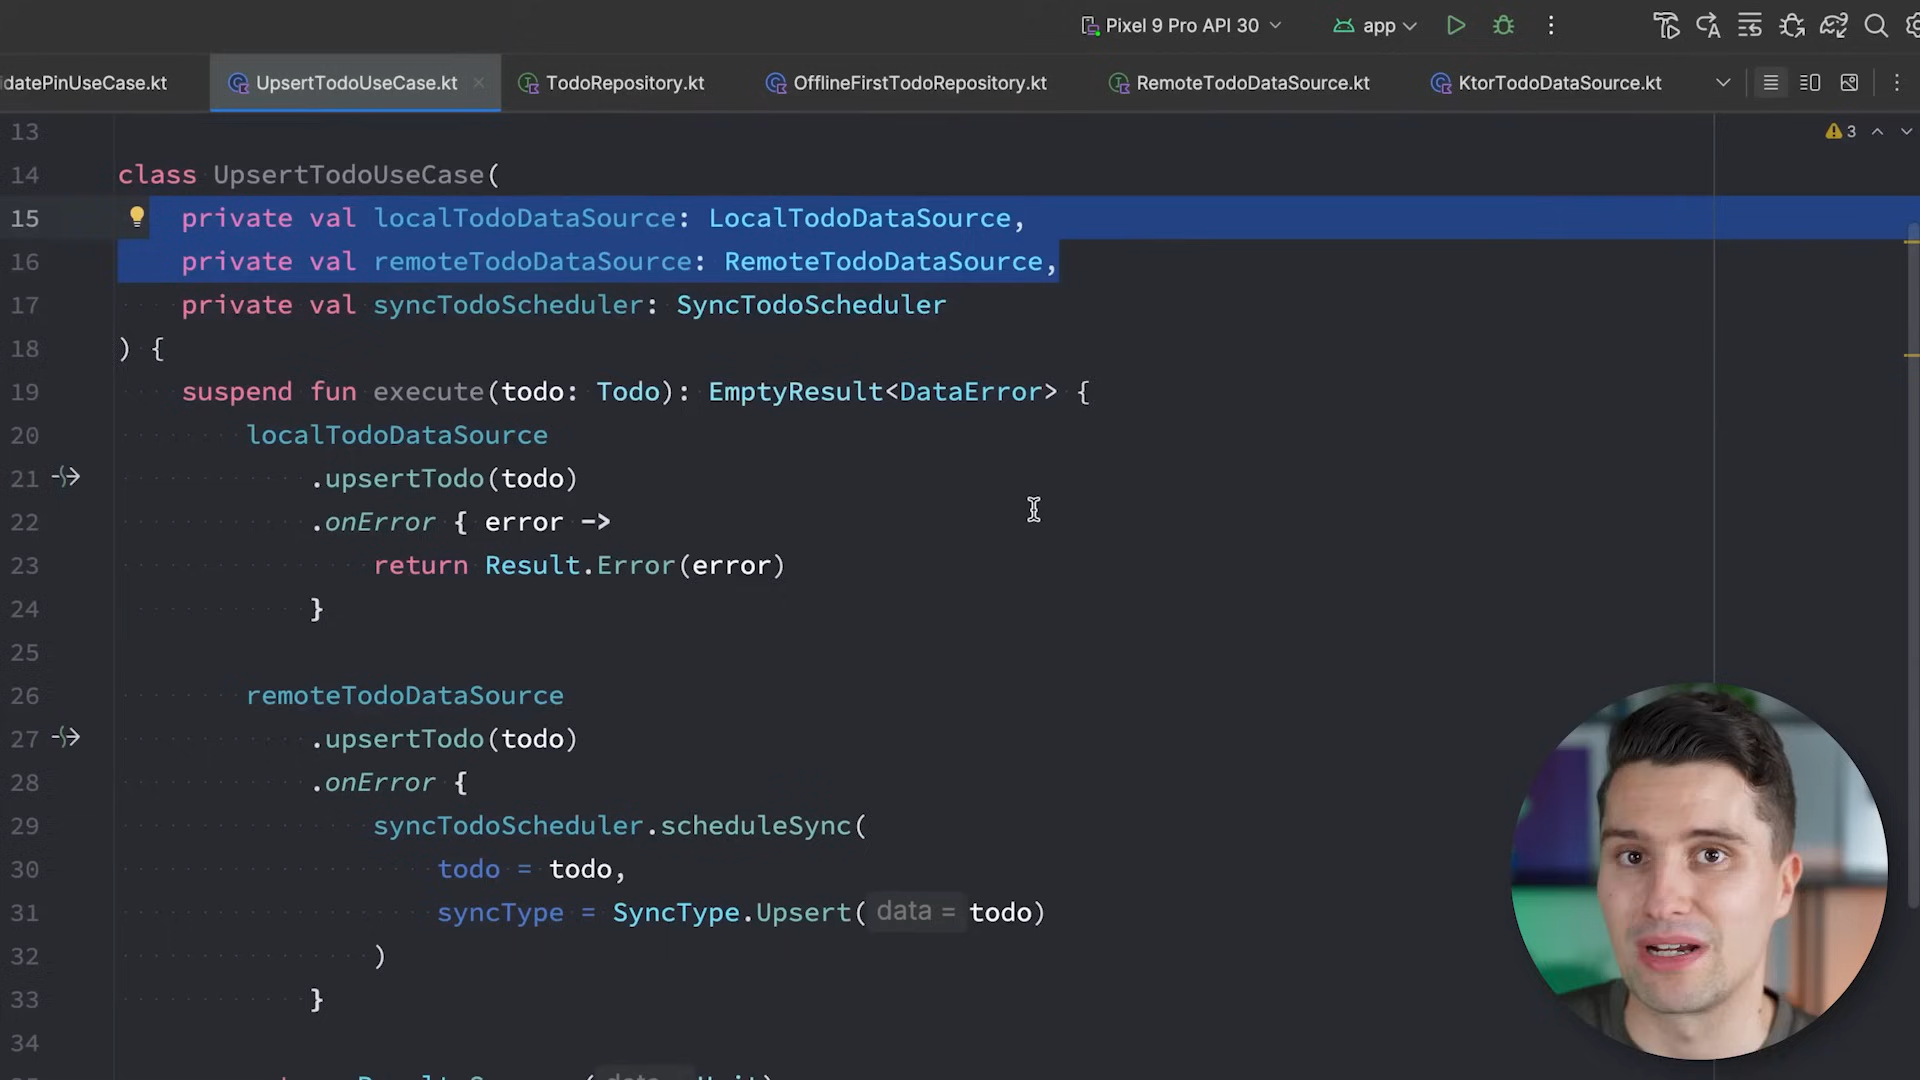 Pixel 9 Pro API 30 app
datePinUseCase.kt UpsertTodoUseCase.kt TodoRepository.kt OfflineFirstTodoRepository.kt RemoteTodoDataSource.kt KtorTodoDataSource.kt
13 3
14 class UpsertTodoUseCase(
15 private val localTodoDataSource: LocalTodoDataSource,
16 private val remoteTodoDataSource: RemoteTodoDataSource,
17 private val syncTodoScheduler: SyncTodoScheduler
18 ) {
19 suspend fun execute(todo: Todo): EmptyResult<DataError> {
20 localTodoDataSource
21 .upsertTodo(todo)
22 .onError { error ->
23 return Result.Error(error)
24 }
25
26 remoteTodoDataSource
27 .upsertTodo(todo)
28 .onError {
29 syncTodoScheduler.scheduleSync(
30 todo = todo,
31 syncType = SyncType.Upsert( data = todo)
32 )
33 }
34